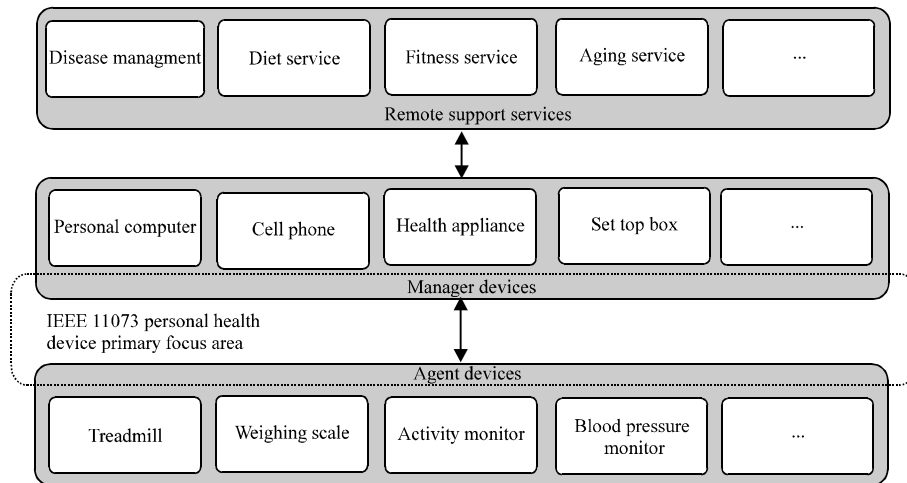 Disease managment
Diet service
Fitness service
Aging service
...
Remote support services
Personal computer
Cell phone
Health appliance
Set top box
...
Manager devices
IEEE 11073 personal health
device primary focus area
Agent devices
Treadmill
Weighing scale
Activity monitor
Blood pressure
monitor
...